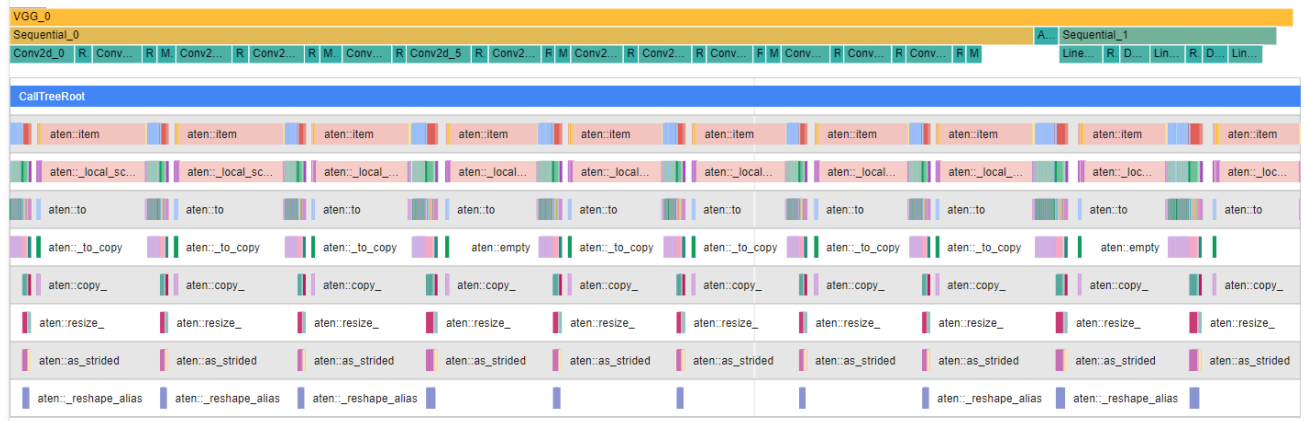 VGG_0
Sequential_0 A... Sequential_1
Conv2d_0 R. Conv... R M. Conv2... R Conv2... R M. Conv... R Conv2d_5 R Conv2... R M Conv2... R Conv2... R Conv... R M Conv... R Conv... R Conv... R M Line... R D... Lin... R. D... Lin...
CallTreeRoot
aten::item aten::item aten::item aten::item aten::item aten::item aten::item aten::item aten::item aten::item
aten::_local_sc... aten::_local_sc... aten::_local_... aten::_local... aten::_local... aten::_local... aten::_local... aten::_local_... aten::_loc... aten::_loc...
aten::to aten::to aten::to aten::to aten::to aten::to aten::to aten::to aten::to aten::to
aten::_to_copy aten::_to_copy aten::_to_copy aten::empty aten::_to_copy aten::_to_copy aten::_to_copy aten::_to_copy aten::empty
aten::copy_ aten::copy_ aten::copy_ aten::copy_ aten::copy_ aten::copy_ aten::copy_ aten::copy_ aten::copy_ aten::copy_
aten::resize_ aten::resize_ aten::resize_ aten::resize_ aten::resize_ aten::resize_ aten::resize_ aten::resize_ aten::resize_ aten::resize_
aten::as_strided aten::as_strided aten::as_strided aten::as_strided aten::as_strided aten::as_strided aten::as_strided aten::as_strided aten::as_strided aten::as_strided
aten::_reshape_alias aten::_reshape_alias aten::_reshape_alias aten::_reshape_alias aten::_reshape_alias